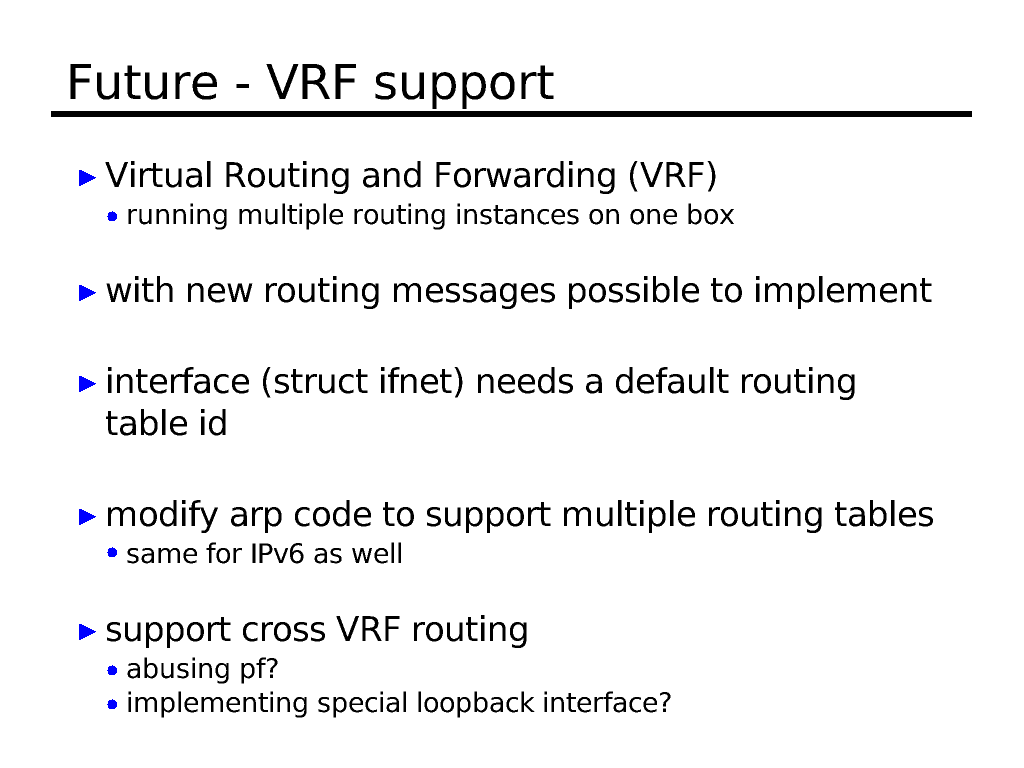 Future - VRF support
Virtual Routing and Forwarding (VRF)
running multiple routing instances on one box
with new routing messages possible to implement
interface (struct ifnet) needs a default routing
table id
modify arp code to support multiple routing tables
same for IPv6 as well
support cross VRF routing
abusing pf?
implementing special loopback interface?